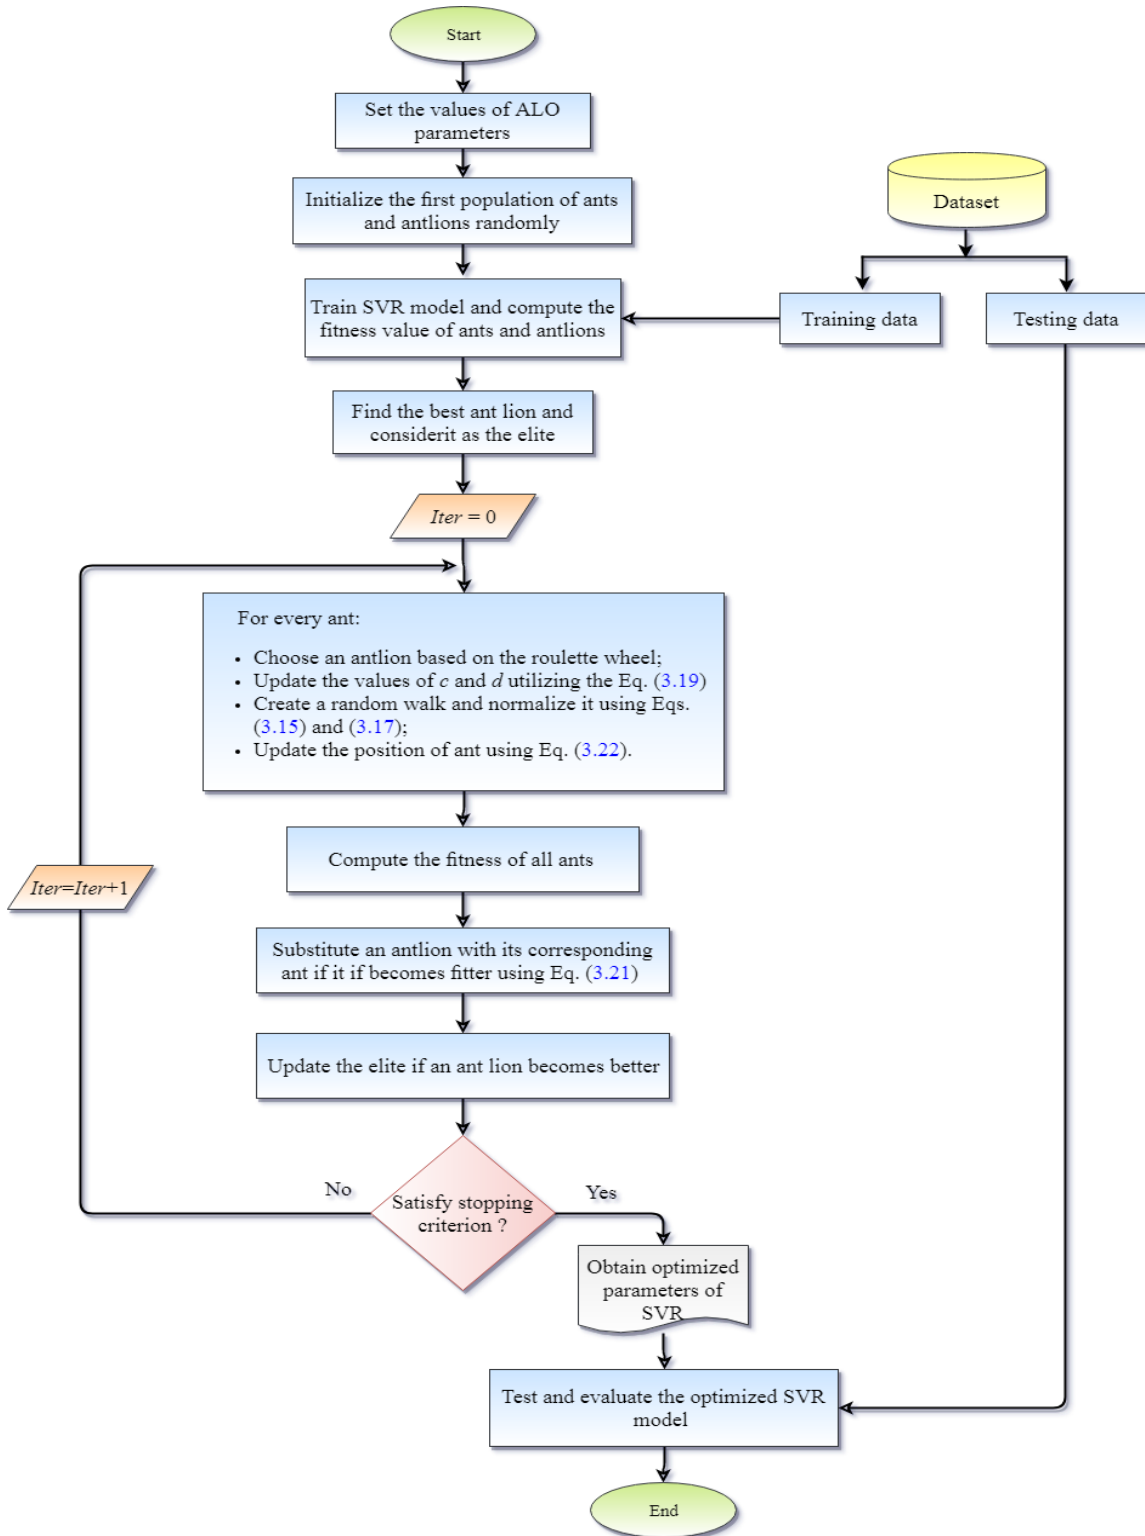 Start
Set the values of ALO
parameters
Initialize the first population of ants
and antlions randomly
Dataset
Train SVR model and compute the
fitness value of ants and antlions
Training data
Testing data
Find the best ant lion and
considerit as the elite
Iter = 0
For every ant:
• Choose an antlion based on the roulette wheel;
• Update the values of c and d utilizing the Eq. (3.19)
• Create a random walk and normalize it using Eqs.
(3.15) and (3.17);
• Update the position of ant using Eq. (3.22).
Compute the fitness of all ants
Iter=Iter+1
Substitute an antlion with its corresponding
ant if it if becomes fitter using Eq. (3.21)
Update the elite if an ant lion becomes better
No
Yes
Satisfy stopping
criterion ?
Obtain optimized
parameters of
SVR
Test and evaluate the optimized SVR
model
End